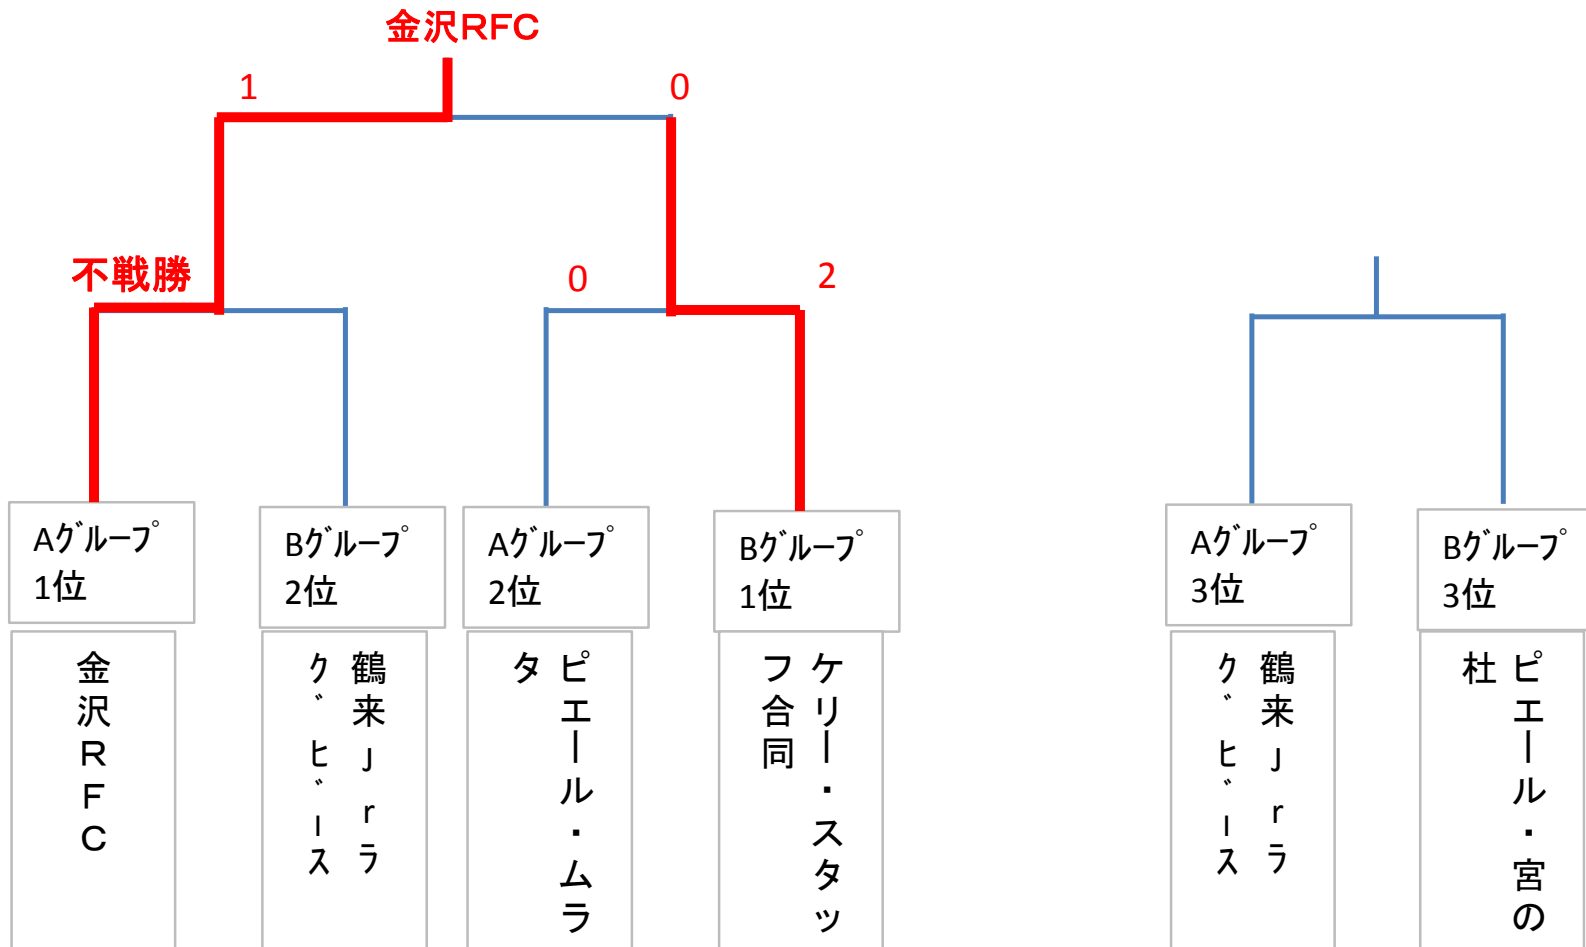 金沢RFC
1
0
不戦勝
0
2
Aｸﾞﾙｰﾌﾟ
1位
Bｸﾞﾙｰﾌﾟ
2位
Aｸﾞﾙｰﾌﾟ
2位
Bｸﾞﾙｰﾌﾟ
1位
Aｸﾞﾙｰﾌﾟ
3位
Bｸﾞﾙｰﾌﾟ
3位
金沢RFC
鶴来Jrﾗ
ｸﾞﾋﾞｰｽ
ピエール・ムラ
タ
ケリー・スタッ
フ合同
鶴来Jrﾗ
ｸﾞﾋﾞｰｽ
ピエール・宮の
杜